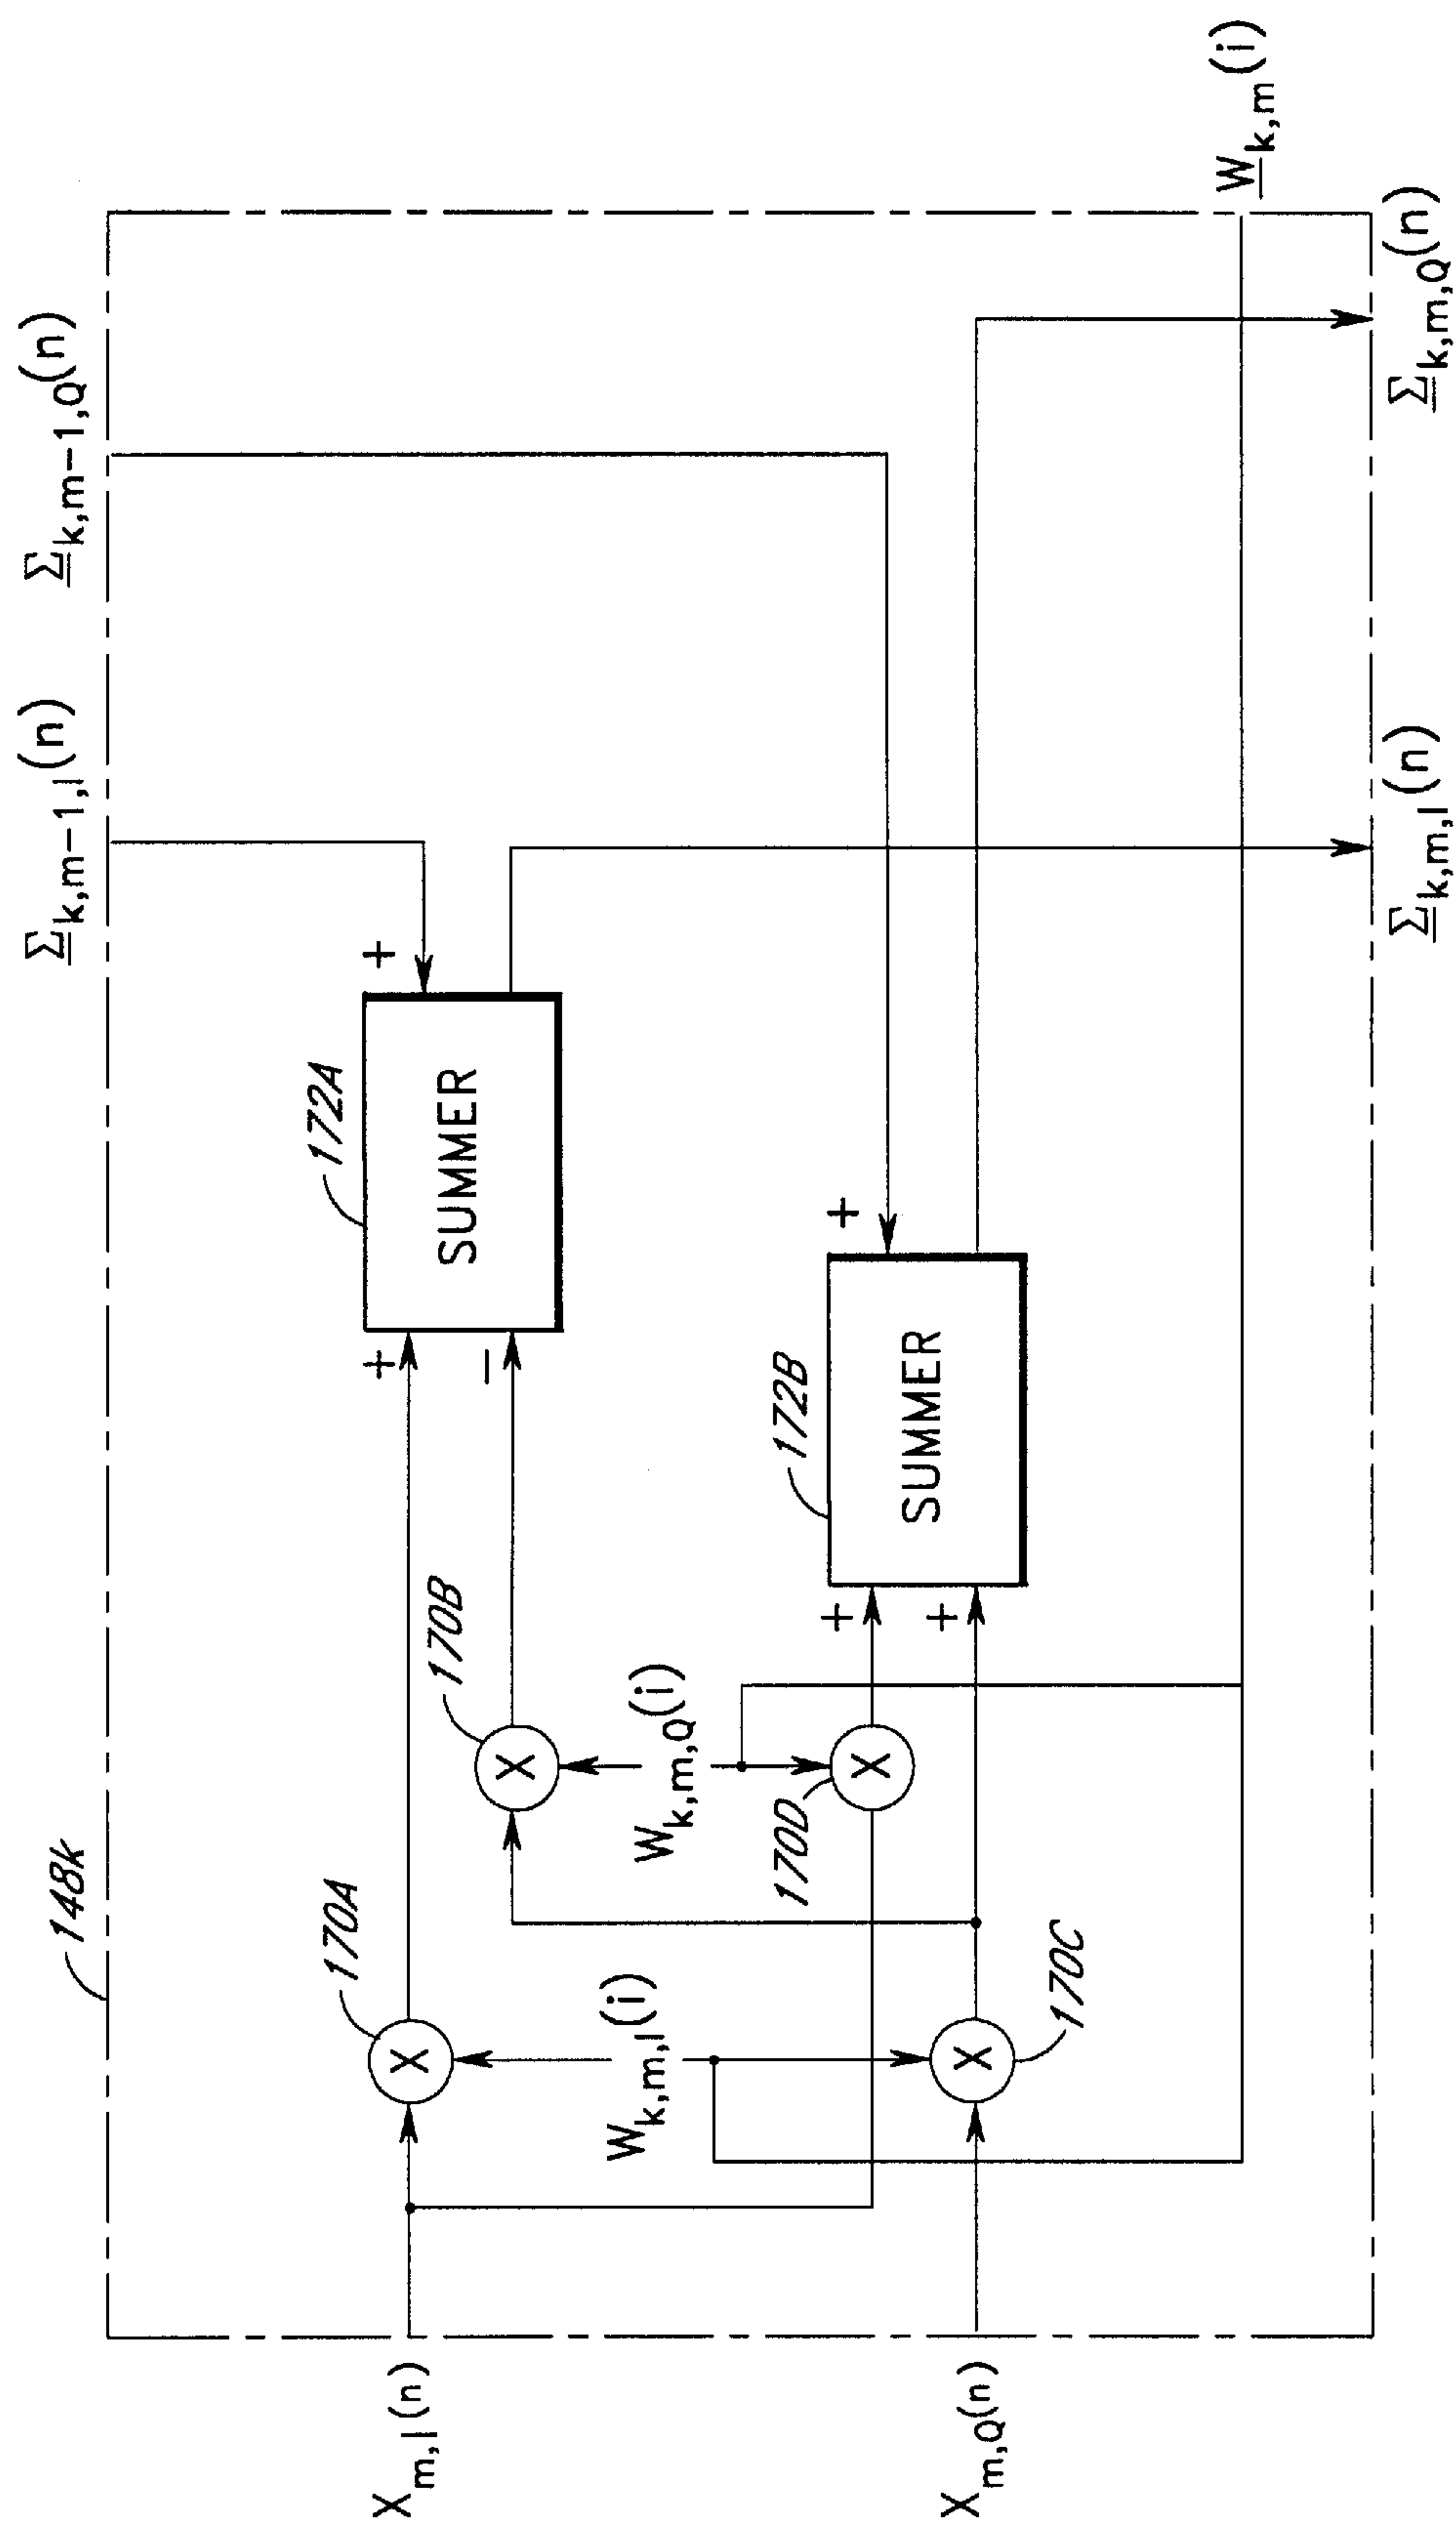 148k
Σk,m-1,I(n)
Σk,m-1,Q(n)
170A
172A
+
+
SUMMER
-
170B
Xm,I(n)
Wk,m,I(i)
Wk,m,Q(i)
172B
+
+
SUMMER
+
170D
Xm,Q(n)
170C
Wk,m(i)
Σk,m,I(n)
Σk,m,Q(n)
X
X
X
X